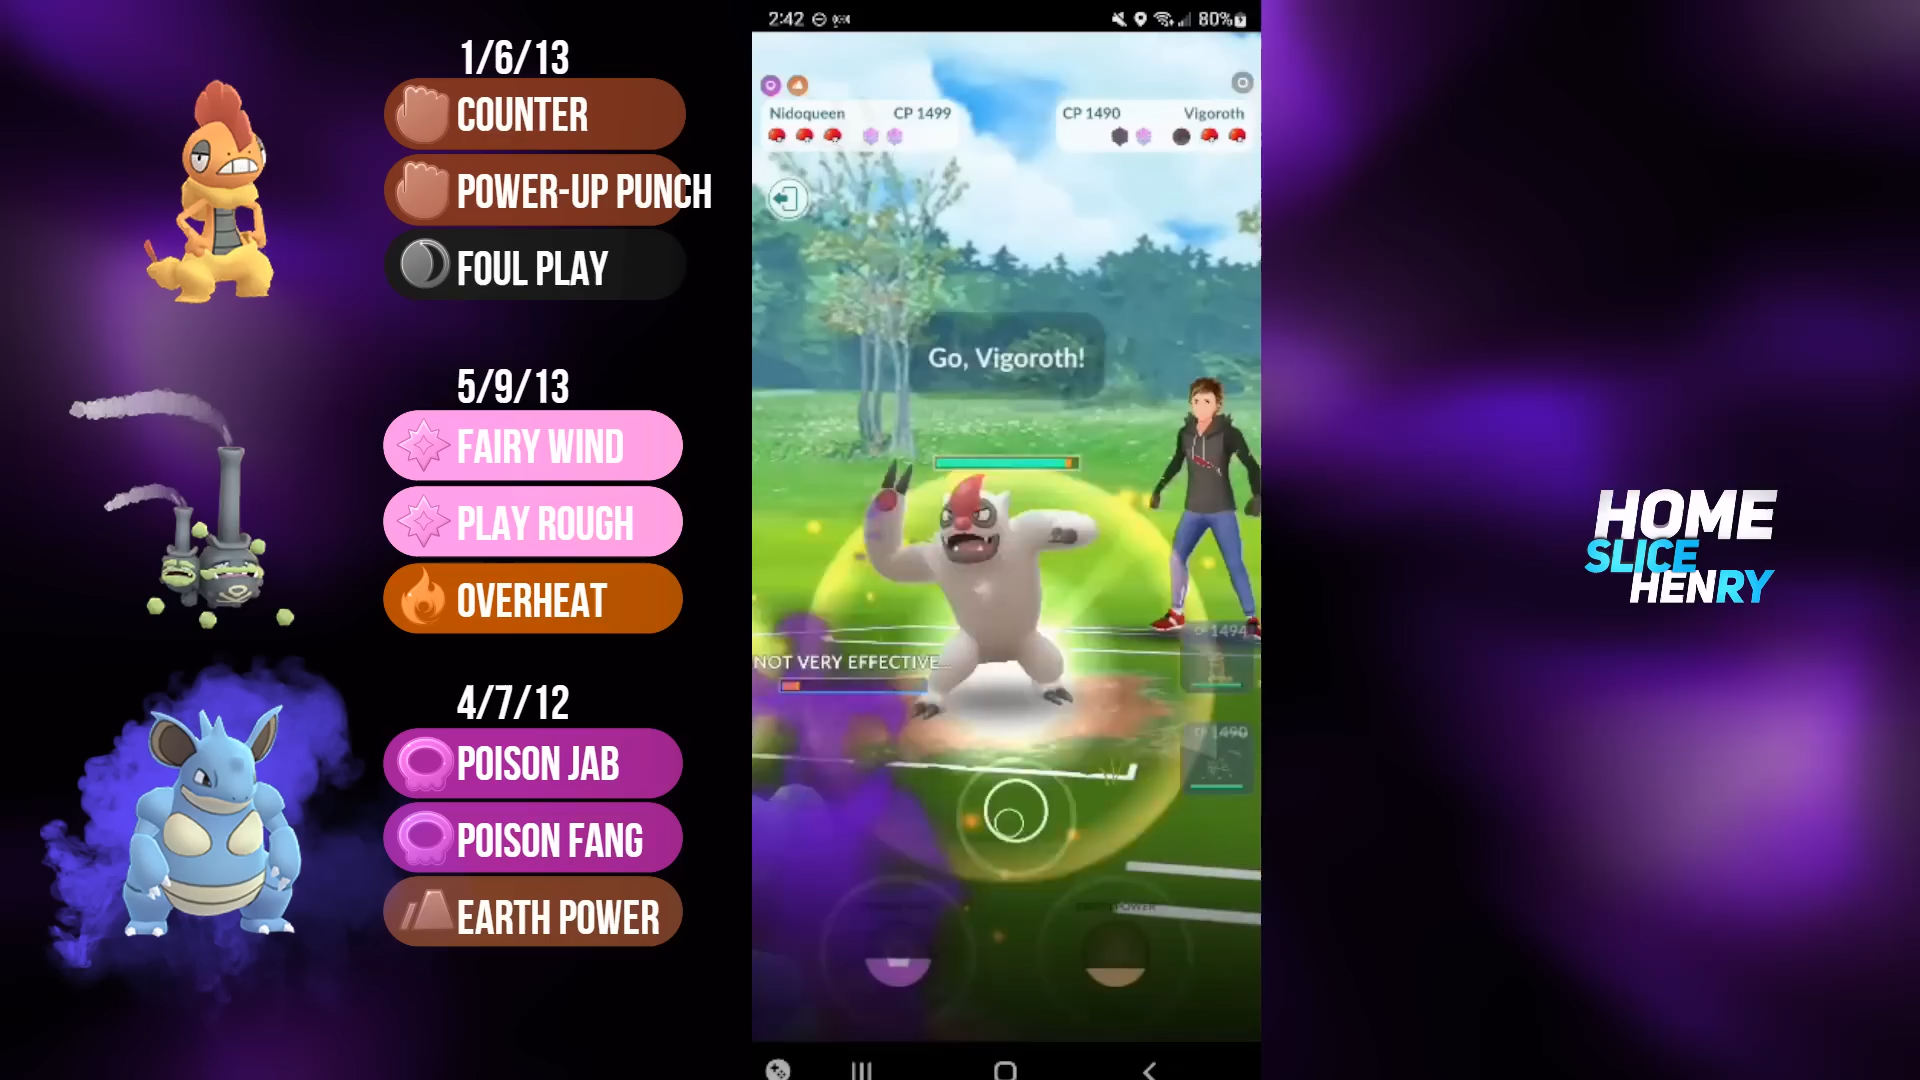 1/6/13
COUNTER
POWER-UP PUNCH
FOUL PLAY
5/9/13
FAIRY WIND
PLAY ROUGH
OVERHEAT
4/7/12
POISON JAB
POISON FANG
EARTH POWER
2:42
80%
Nidoqueen CP 1499
CP 1490 Vigoroth
Go, Vigoroth!
CP 1494
NOT VERY EFFECTIVE...
CP 1490
HOME
SLICE
HENRY